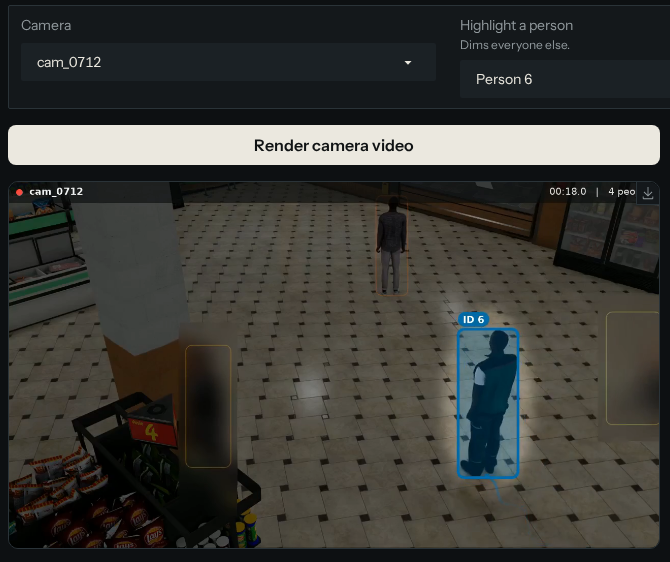 Camera
Highlight a person
Dims everyone else.
cam_0712
Person 6
Render camera video
cam_0712
00:18.0 | 4 peo
ID 6
4
Lay's